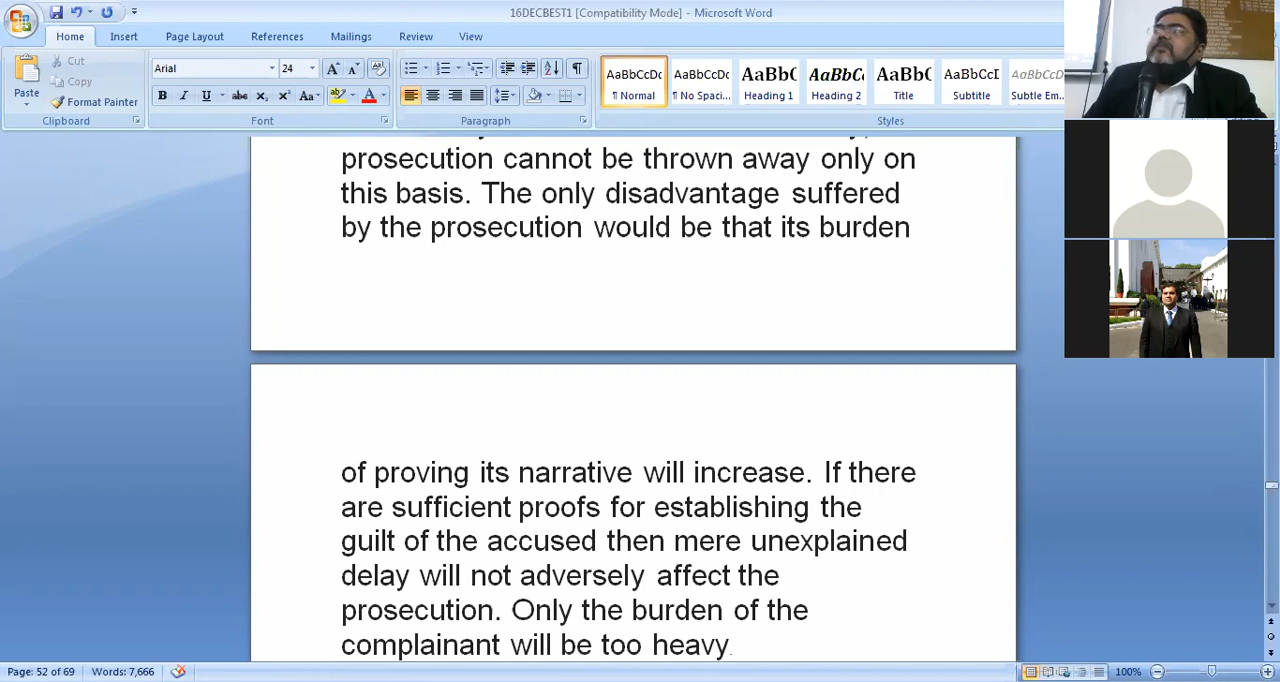 16DECBEST1 [Compatibility Mode] - Microsoft Word
Home Insert Page Layout References Mailings Review View
Paste
Cut
Copy
Format Painter
Clipboard
Arial 24
Font
Paragraph
AaBbCcDc AaBbCcDc AaBbC AaBbCc AaBbC AaBbCcI AaBbCcDc
¶ Normal ¶ No Spaci... Heading 1 Heading 2 Title Subtitle Subtle Em...
Styles
prosecution cannot be thrown away only on
this basis. The only disadvantage suffered
by the prosecution would be that its burden
of proving its narrative will increase. If there
are sufficient proofs for establishing the
guilt of the accused then mere unexplained
delay will not adversely affect the
prosecution. Only the burden of the
complainant will be too heavy.
Page: 52 of 69 Words: 7,666 100%